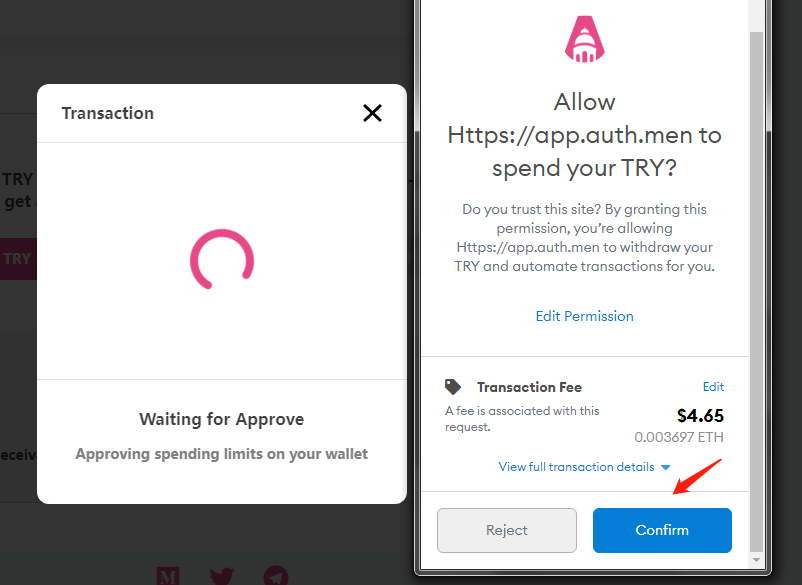 Transaction
TRY
get
TRY
eceiv
Waiting for Approve
Approving spending limits on your wallet
Allow
Https://app.auth.men to
spend your TRY?
Do you trust this site? By granting this
permission, you're allowing
Https://app.auth.men to withdraw your
TRY and automate transactions for you.
Edit Permission
Transaction Fee
Edit
A fee is associated with this
request.
$4.65
0.003697 ETH
View full transaction details
Reject
Confirm
M